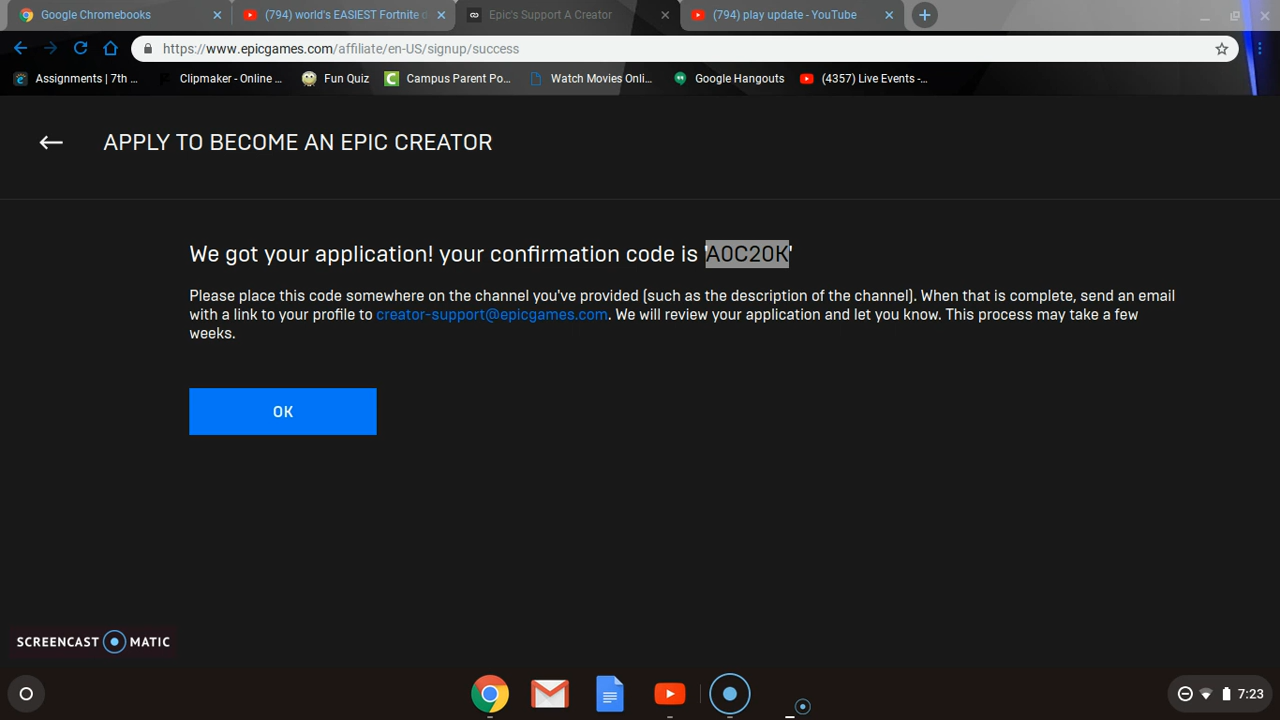 Google Chromebooks
(794) world's EASIEST Fortnite d
Epic's Support A Creator
(794) play update - YouTube
https://www.epicgames.com/affiliate/en-US/signup/success
Assignments | 7th ...
Clipmaker - Online ...
Fun Quiz
Campus Parent Po...
Watch Movies Onli...
Google Hangouts
(4357) Live Events -...
APPLY TO BECOME AN EPIC CREATOR
We got your application! your confirmation code is 'A0C20K'
Please place this code somewhere on the channel you've provided (such as the description of the channel). When that is complete, send an email
with a link to your profile to creator-support@epicgames.com. We will review your application and let you know. This process may take a few
weeks.
OK
SCREENCAST MATIC
7:23